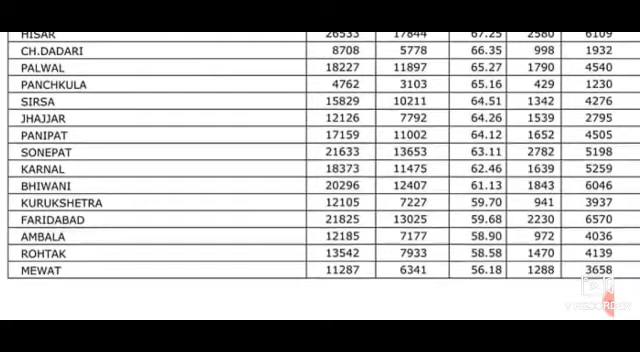 HISAR 26533 17844 67.25 2580 6109
CH.DADARI 8708 5778 66.35 998 1932
PALWAL 18227 11897 65.27 1790 4540
PANCHKULA 4762 3103 65.16 429 1230
SIRSA 15829 10211 64.51 1342 4276
JHAJJAR 12126 7792 64.26 1539 2795
PANIPAT 17159 11002 64.12 1652 4505
SONEPAT 21633 13653 63.11 2782 5198
KARNAL 18373 11475 62.46 1639 5259
BHIWANI 20296 12407 61.13 1843 6046
KURUKSHETRA 12105 7227 59.70 941 3937
FARIDABAD 21825 13025 59.68 2230 6570
AMBALA 12185 7177 58.90 972 4036
ROHTAK 13542 7933 58.58 1470 4139
MEWAT 11287 6341 56.18 1288 3658